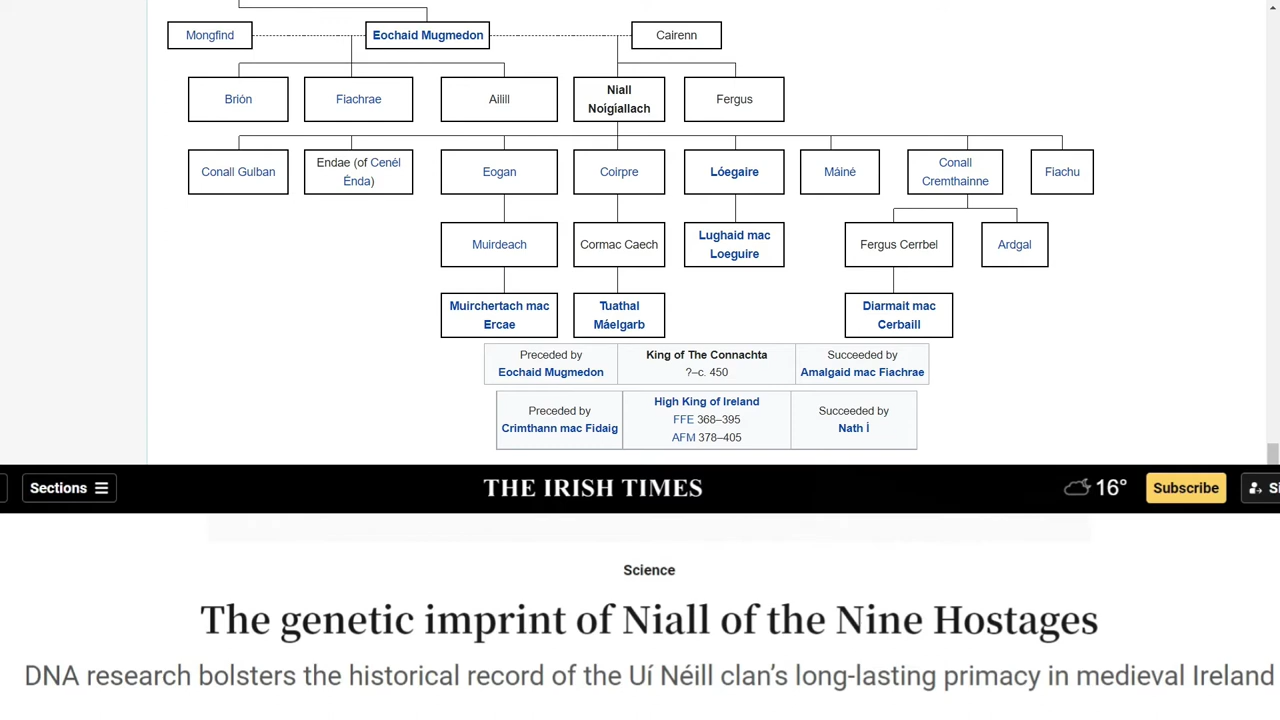 Mongfind
Eochaid Mugmedon
Cairenn
Brión
Fiachrae
Ailill
Niall
Noígíallach
Fergus
Conall Gulban
Endae (of Cenél
Énda)
Eogan
Coirpre
Lóegaire
Máiné
Conall
Cremthainne
Fiachu
Muirdeach
Cormac Caech
Lughaid mac
Loeguire
Fergus Cerrbel
Ardgal
Muirchertach mac
Ercae
Tuathal
Máelgarb
Diarmait mac
Cerbaill
Preceded by
Eochaid Mugmedon
King of The Connachta
?–c. 450
Succeeded by
Amalgaid mac Fiachrae
Preceded by
Crimthann mac Fidaig
High King of Ireland
FFE 368–395
AFM 378–405
Succeeded by
Nath Í
Sections
THE IRISH TIMES
16°
Subscribe
Si
Science
The genetic imprint of Niall of the Nine Hostages
DNA research bolsters the historical record of the Uí Néill clan’s long-lasting primacy in medieval Ireland